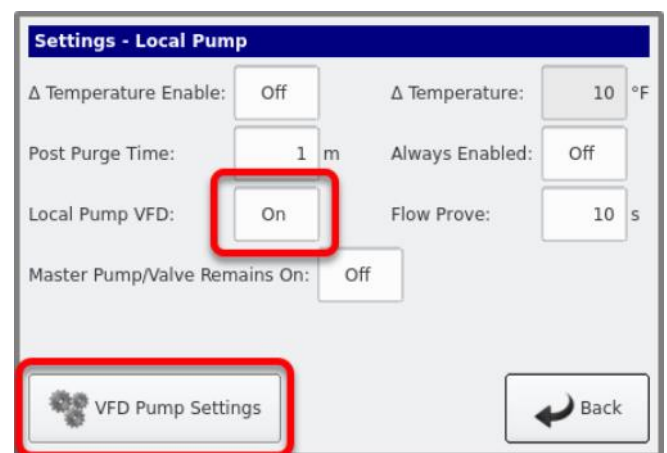 Settings - Local Pump
Δ Temperature Enable: Off Δ Temperature: 10 °F
Post Purge Time: 1 m Always Enabled: Off
Local Pump VFD: On Flow Prove: 10 s
Master Pump/Valve Remains On: Off
VFD Pump Settings Back